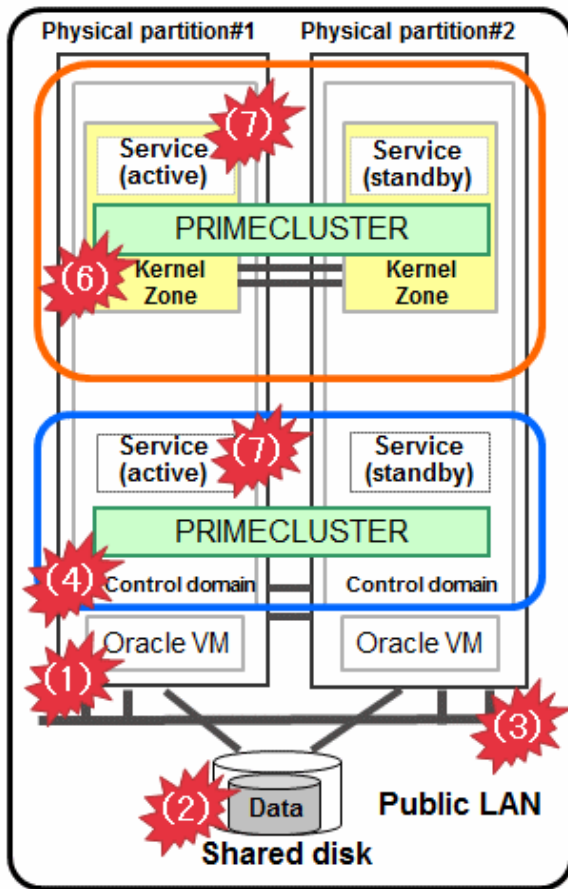 Physical partition#1
Physical partition#2
(7)
Service
(active)
Service
(standby)
PRIMECLUSTER
(6)
Kernel
Zone
Kernel
Zone
Service
(active)
(7)
Service
(standby)
PRIMECLUSTER
(4)
Control domain
Control domain
Oracle VM
Oracle VM
(1)
(3)
(2)
Data
Public LAN
Shared disk